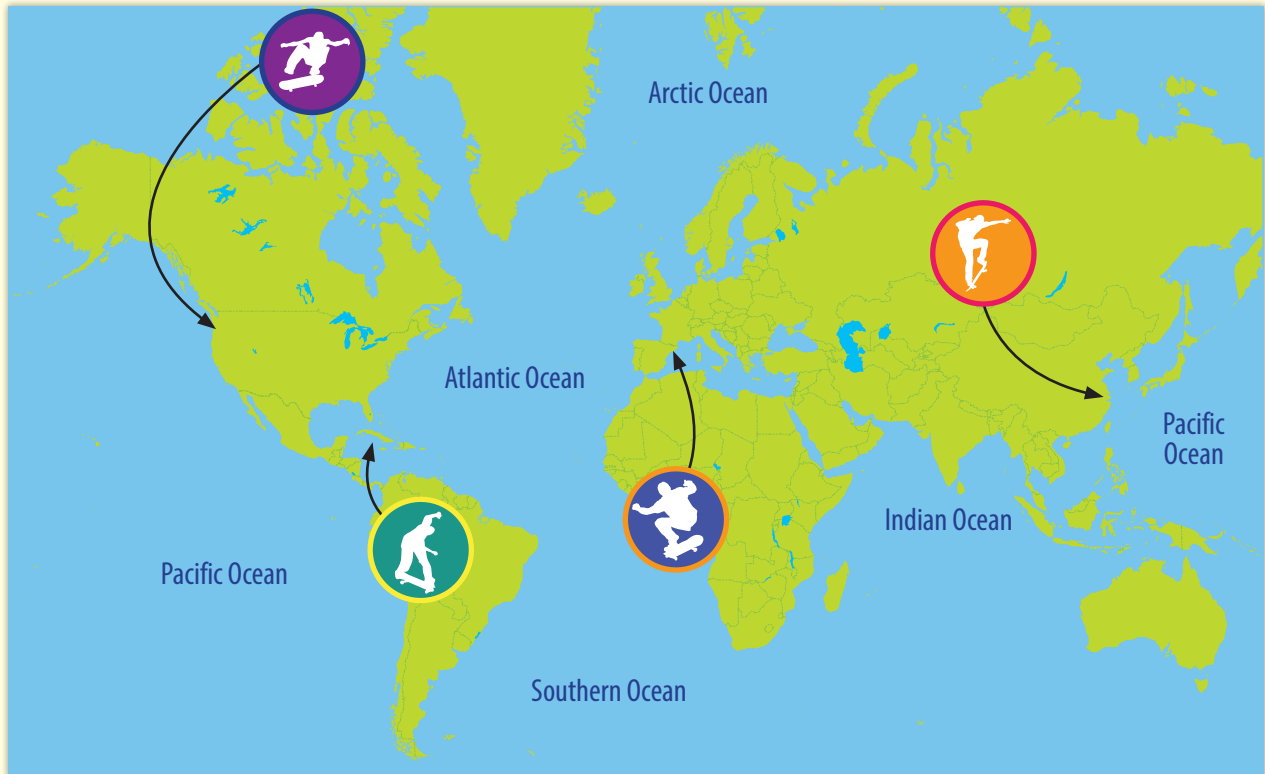 Arctic Ocean
Atlantic Ocean
Pacific
Ocean
Indian Ocean
Pacific Ocean
Southern Ocean